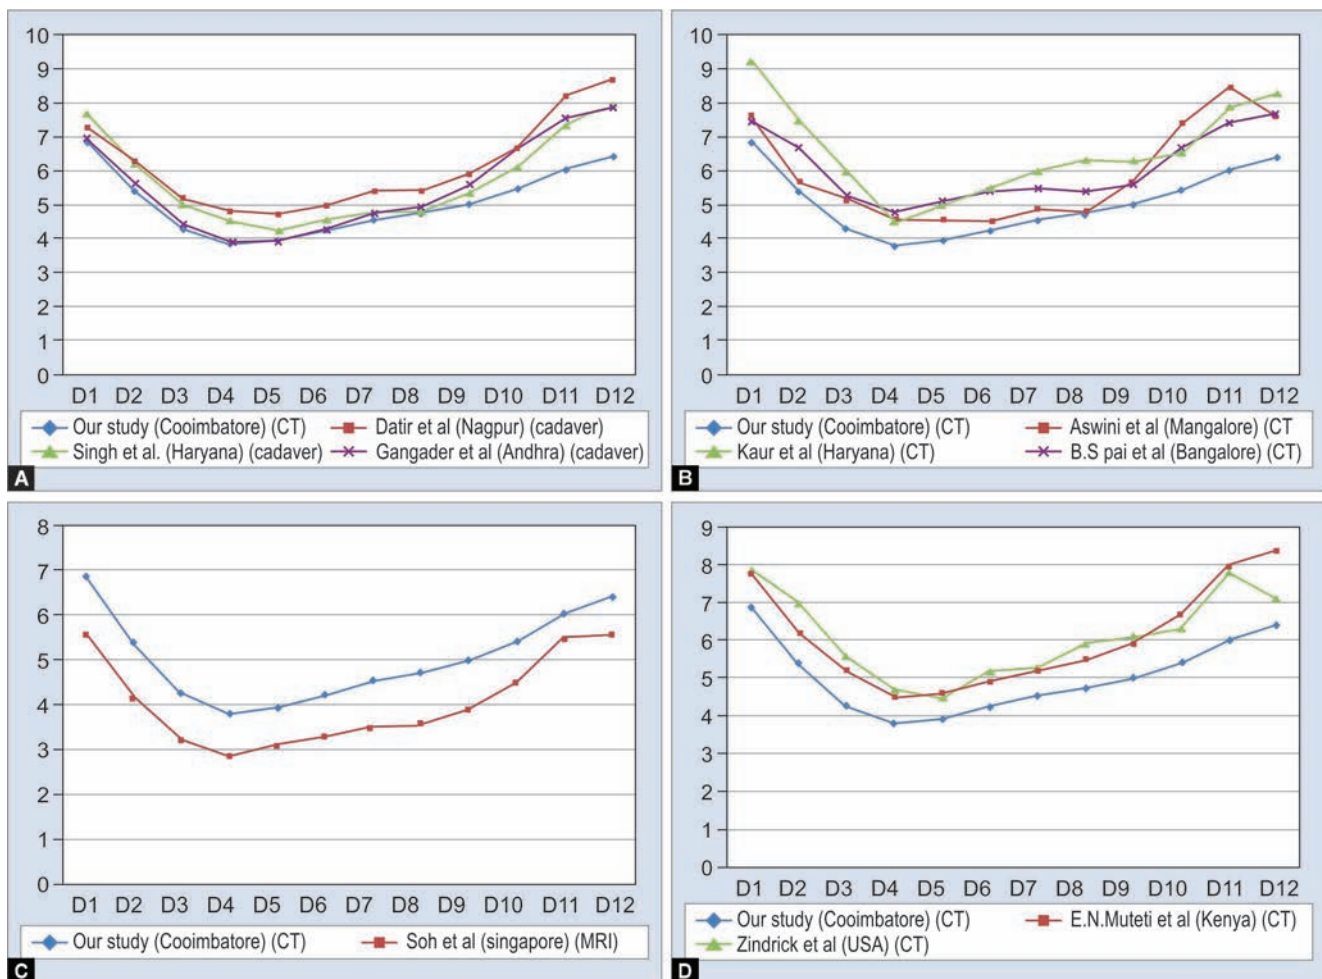 10
9
8
7
6
5
4
3
2
1
0
D1 D2 D3 D4 D5 D6 D7 D8 D9 D10 D11 D12
Our study (Cooimbatore) (CT) Datir et al (Nagpur) (cadaver)
Singh et al. (Haryana) (cadaver) Gangader et al (Andhra) (cadaver)
A
10
9
8
7
6
5
4
3
2
1
0
D1 D2 D3 D4 D5 D6 D7 D8 D9 D10 D11 D12
Our study (Cooimbatore) (CT) Aswini et al (Mangalore) (CT
Kaur et al (Haryana) (CT) B.S pai et al (Bangalore) (CT)
B
8
7
6
5
4
3
2
1
0
D1 D2 D3 D4 D5 D6 D7 D8 D9 D10 D11 D12
Our study (Cooimbatore) (CT) Soh et al (singapore) (MRI)
C
9
8
7
6
5
4
3
2
1
0
D1 D2 D3 D4 D5 D6 D7 D8 D9 D10 D11 D12
Our study (Cooimbatore) (CT) E.N.Muteti et al (Kenya) (CT)
Zindrick et al (USA) (CT)
D